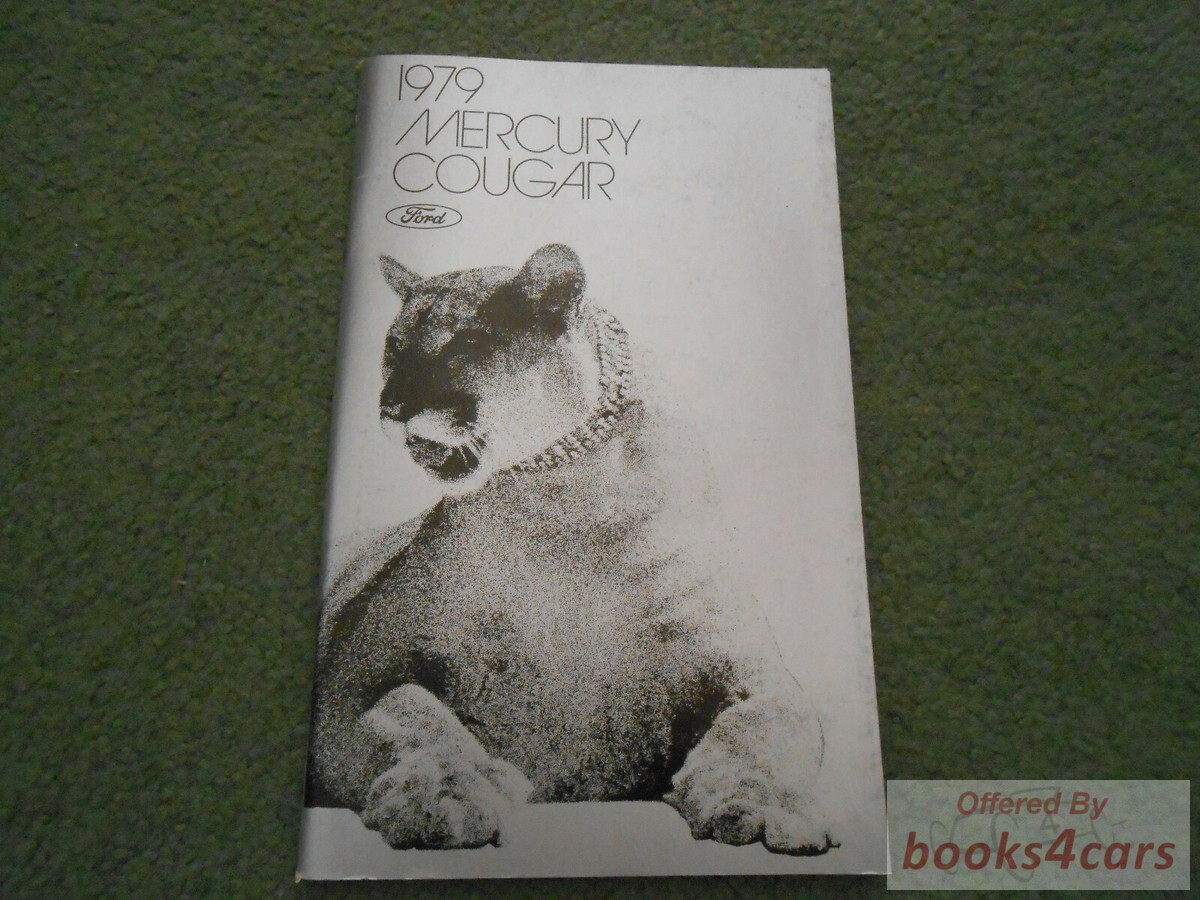 1979
MERCURY
COUGAR
Ford
Offered By
books4cars